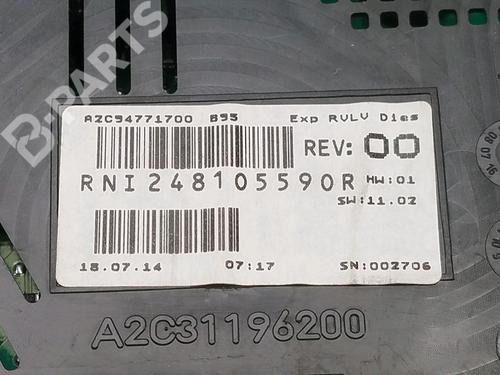 B-PARTS
A2C94771700 B95 Exp RVLV Dies
REV: 00
RNI248105590R HW:01
SW:11.02
18.07.14 07:17 SN:002706
A2C31196200